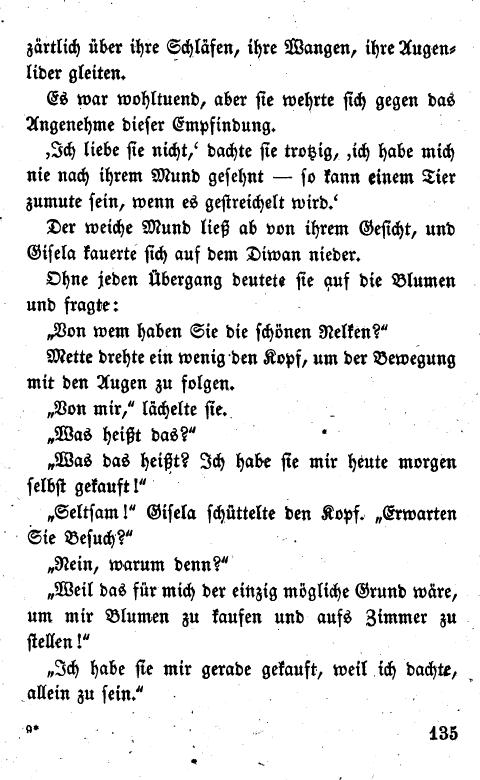 zärtlich über ihre Schläfen, ihre Wangen, ihre Augen-
lider gleiten.
Es war wohltuend, aber sie wehrte sich gegen das
Angenehme dieser Empfindung.
‚Ich liebe sie nicht,‘ dachte sie trotzig, ‚ich habe mich
nie nach ihrem Mund gesehnt — so kann einem Tier
zumute sein, wenn es gestreichelt wird.‘
Der weiche Mund ließ ab von ihrem Gesicht, und
Gisela kauerte sich auf dem Diwan nieder.
Ohne jeden Übergang deutete sie auf die Blumen
und fragte:
„Von wem haben Sie die schönen Nelken?“
Mette drehte ein wenig den Kopf, um der Bewegung
mit den Augen zu folgen.
„Von mir,“ lächelte sie.
„Was heißt das?“
„Was das heißt? Ich habe sie mir heute morgen
selbst gekauft!“
„Seltsam!“ Gisela schüttelte den Kopf. „Erwarten
Sie Besuch?“
„Nein, warum denn?“
„Weil das für mich der einzig mögliche Grund wäre,
um mir Blumen zu kaufen und aufs Zimmer zu
stellen!“
„Ich habe sie mir gerade gekauft, weil ich dachte,
allein zu sein.“
9*
135